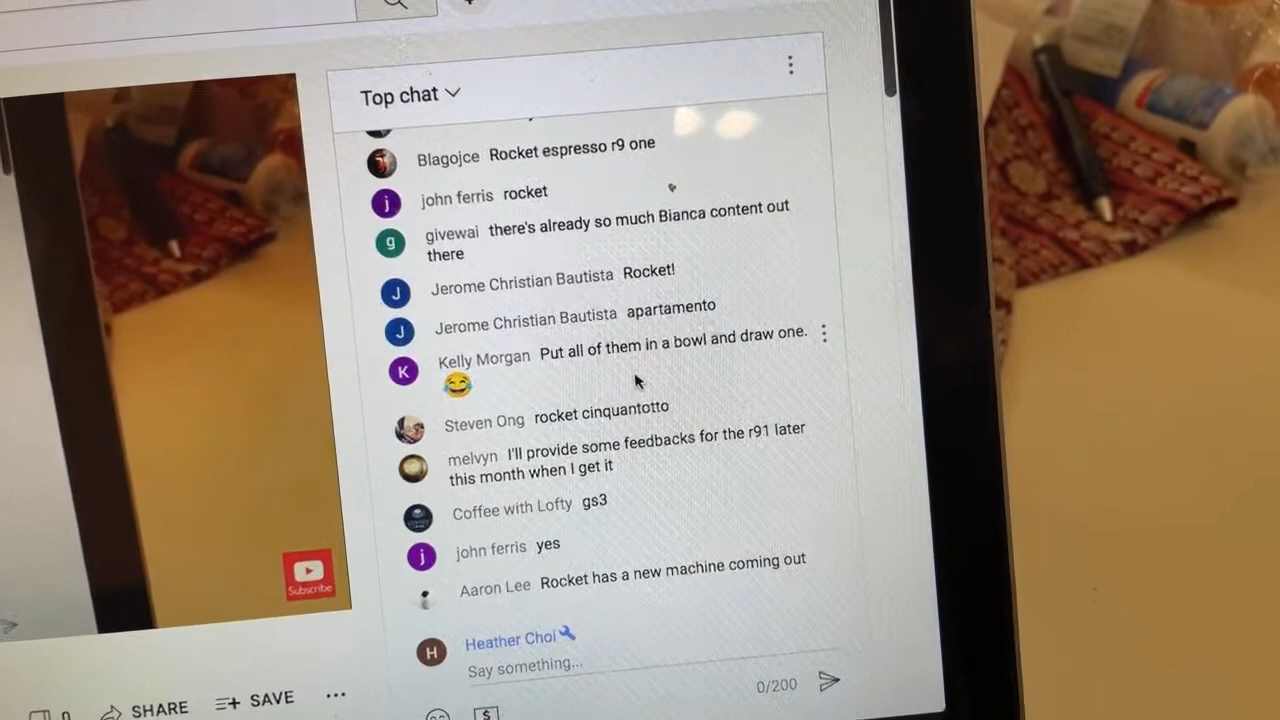 Top chat
Blagojce Rocket espresso r9 one
j john ferris rocket
g givewai there's already so much Bianca content out
there
J Jerome Christian Bautista Rocket!
J Jerome Christian Bautista apartamento
K Kelly Morgan Put all of them in a bowl and draw one.
😂
Steven Ong rocket cinquantotto
melvyn I'll provide some feedbacks for the r91 later
this month when I get it
Coffee with Lofty gs3
j john ferris yes
Aaron Lee Rocket has a new machine coming out
H Heather Choi
Say something...
0/200
Subscribe
0 SHARE SAVE
$